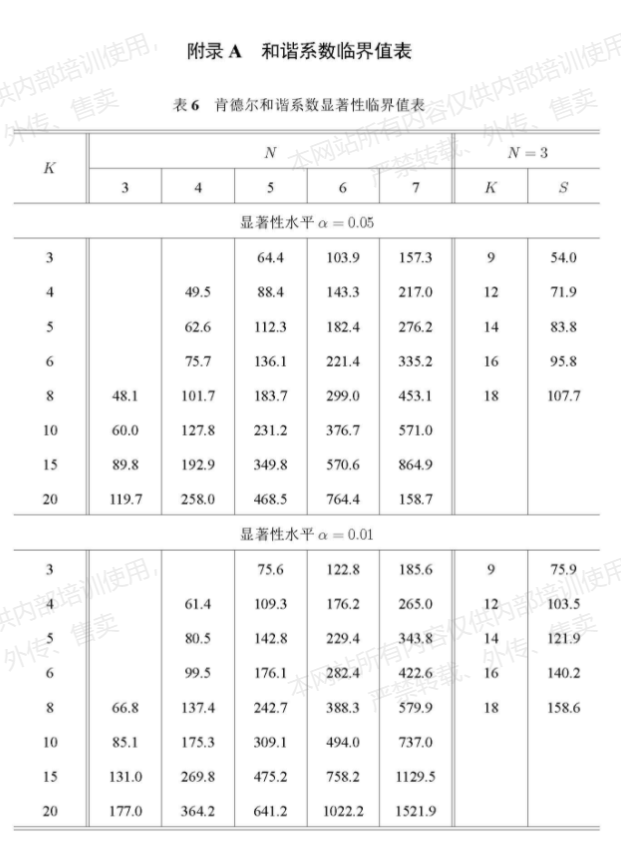 附录 A 和谐系数临界值表
表 6 肯德尔和谐系数显著性临界值表
K N N = 3
3 4 5 6 7 K S
显著性水平 α = 0.05
3 64.4 103.9 157.3 9 54.0
4 49.5 88.4 143.3 217.0 12 71.9
5 62.6 112.3 182.4 276.2 14 83.8
6 75.7 136.1 221.4 335.2 16 95.8
8 48.1 101.7 183.7 299.0 453.1 18 107.7
10 60.0 127.8 231.2 376.7 571.0
15 89.8 192.9 349.8 570.6 864.9
20 119.7 258.0 468.5 764.4 158.7
显著性水平 α = 0.01
3 75.6 122.8 185.6 9 75.9
4 61.4 109.3 176.2 265.0 12 103.5
5 80.5 142.8 229.4 343.8 14 121.9
6 99.5 176.1 282.4 422.6 16 140.2
8 66.8 137.4 242.7 388.3 579.9 18 158.6
10 85.1 175.3 309.1 494.0 737.0
15 131.0 269.8 475.2 758.2 1129.5
20 177.0 364.2 641.2 1022.2 1521.9
供内部培训使用,
外传、售卖
本网站所有内容仅供内部培训使用
严禁转载、外传、售卖
供内部培训使用,
外传、售卖
本网站所有内容仅供内部培训使用
严禁转载、外传、售卖